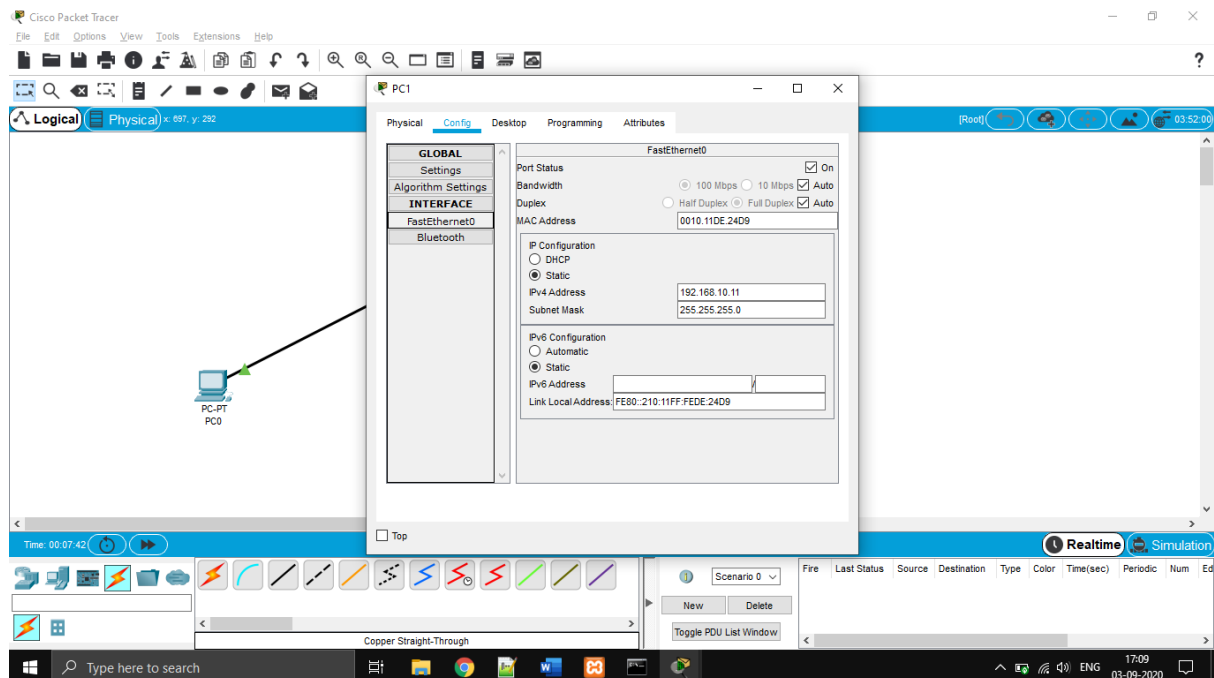 Cisco Packet Tracer
File Edit Options View Tools Extensions Help
?
Logical Physical x: 697, y: 292
[Root] 03:52:00
PC1
Physical Config Desktop Programming Attributes
GLOBAL
Settings
Algorithm Settings
INTERFACE
FastEthernet0
Bluetooth
FastEthernet0
Port Status On
Bandwidth 100 Mbps 10 Mbps Auto
Duplex Half Duplex Full Duplex Auto
MAC Address 0010.11DE.24D9
IP Configuration
DHCP
Static
IPv4 Address 192.168.10.11
Subnet Mask 255.255.255.0
IPv6 Configuration
Automatic
Static
IPv6 Address /
Link Local Address: FE80::210:11FF:FEDE:24D9
Top
PC-PT
PC0
Time: 00:07:42
Realtime Simulation
Scenario 0
New Delete
Toggle PDU List Window
Fire Last Status Source Destination Type Color Time(sec) Periodic Num Ed
Copper Straight-Through
Type here to search
ENG
17:09
03-09-2020